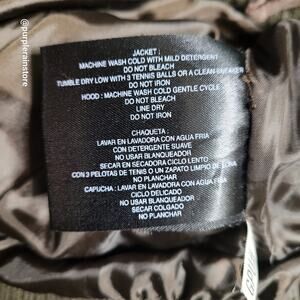 @purplerainstore
JACKET :
MACHINE WASH COLD WITH MILD DETERGENT
DO NOT BLEACH
TUMBLE DRY LOW WITH 3 TENNIS BALLS OR A CLEAN SNEAKER
DO NOT IRON
HOOD : MACHINE WASH COLD GENTLE CYCLE
DO NOT BLEACH
LINE DRY
DO NOT IRON
CHAQUETA :
LAVAR EN LAVADORA CON AGUA FRIA
CON DETERGENTE SUAVE
NO USAR BLANQUEADOR
SECAR EN SECADORA CICLO LENTO
CON 3 PELOTAS DE TENIS O UN ZAPATO LIMPIO DE LONA
NO PLANCHAR
CAPUCHA : LAVAR EN LAVADORA CON AGUA FRIA
CICLO DELICADO
NO USAR BLANQUEADOR
SECAR COLGADO
NO PLANCHAR